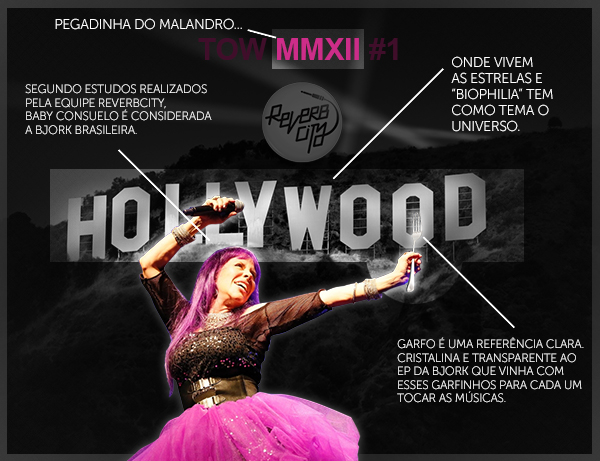 PEGADINHA DO MALANDRO...
TOW MMXII #1
ONDE VIVEM
AS ESTRELAS E
“BIOPHILIA” TEM
COMO TEMA O
UNIVERSO.
SEGUNDO ESTUDOS REALIZADOS
PELA EQUIPE REVERBCITY,
BABY CONSUELO É CONSIDERADA
A BJORK BRASILEIRA.
REVERB
CITY
HOLLYWOOD
GARFO É UMA REFERÊNCIA CLARA.
CRISTALINA E TRANSPARENTE AO
EP DA BJORK QUE VINHA COM
ESSES GARFINHOS PARA CADA UM
TOCAR AS MÚSICAS.